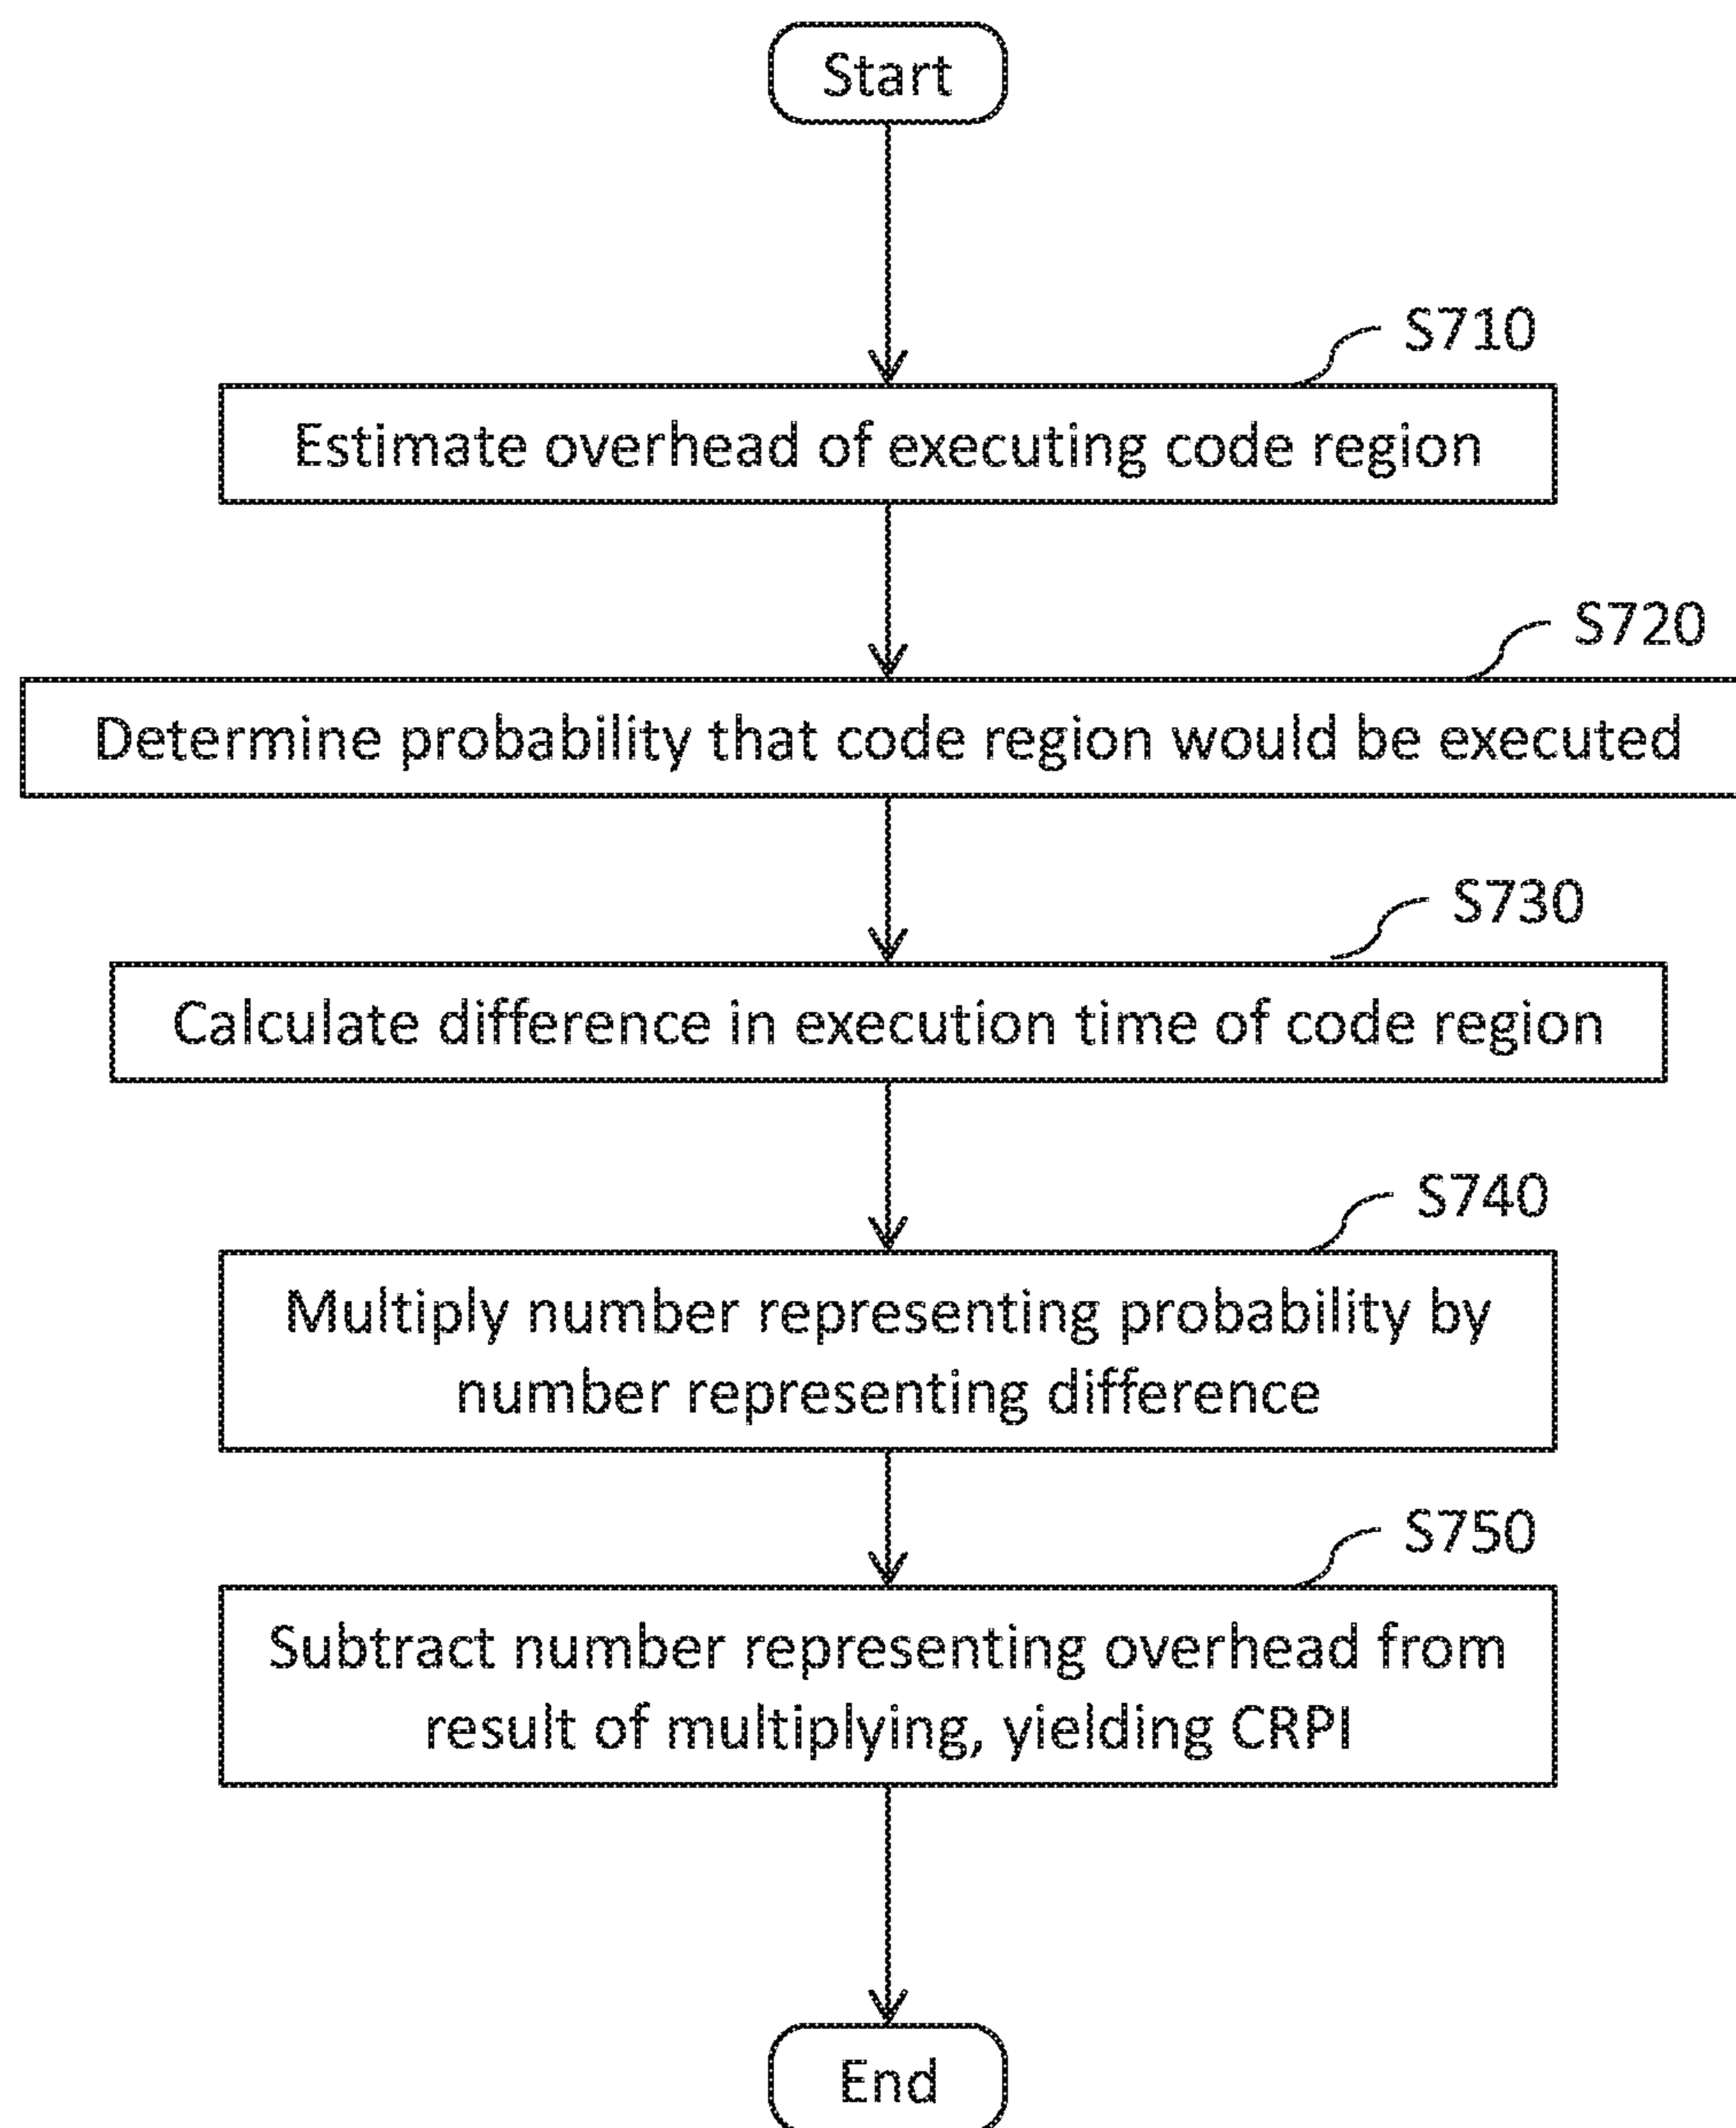 Start
S710
Estimate overhead of executing code region
S720
Determine probability that code region would be executed
S730
Calculate difference in execution time of code region
S740
Multiply number representing probability by
number representing difference
S750
Subtract number representing overhead from
result of multiplying, yielding CRPI
End